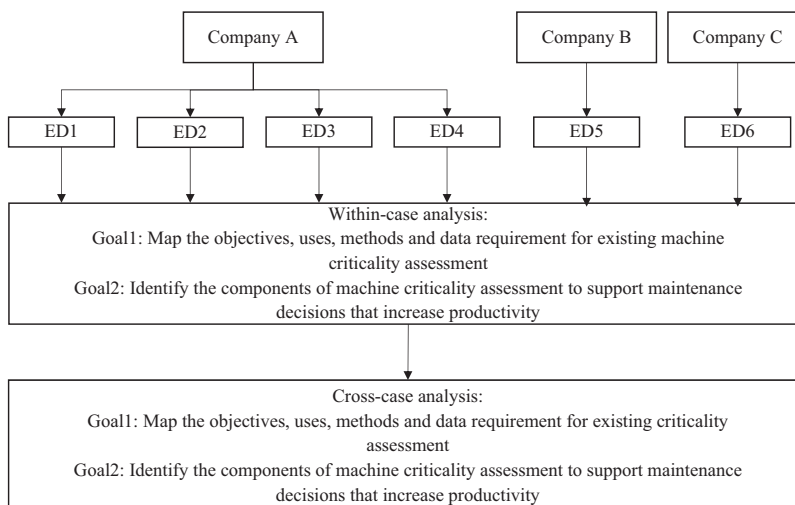 Company A
Company B
Company C
ED1
ED2
ED3
ED4
ED5
ED6
Within-case analysis:
Goal1: Map the objectives, uses, methods and data requirement for existing machine
criticality assessment
Goal2: Identify the components of machine criticality assessment to support maintenance
decisions that increase productivity
Cross-case analysis:
Goal1: Map the objectives, uses, methods and data requirement for existing criticality
assessment
Goal2: Identify the components of machine criticality assessment to support maintenance
decisions that increase productivity